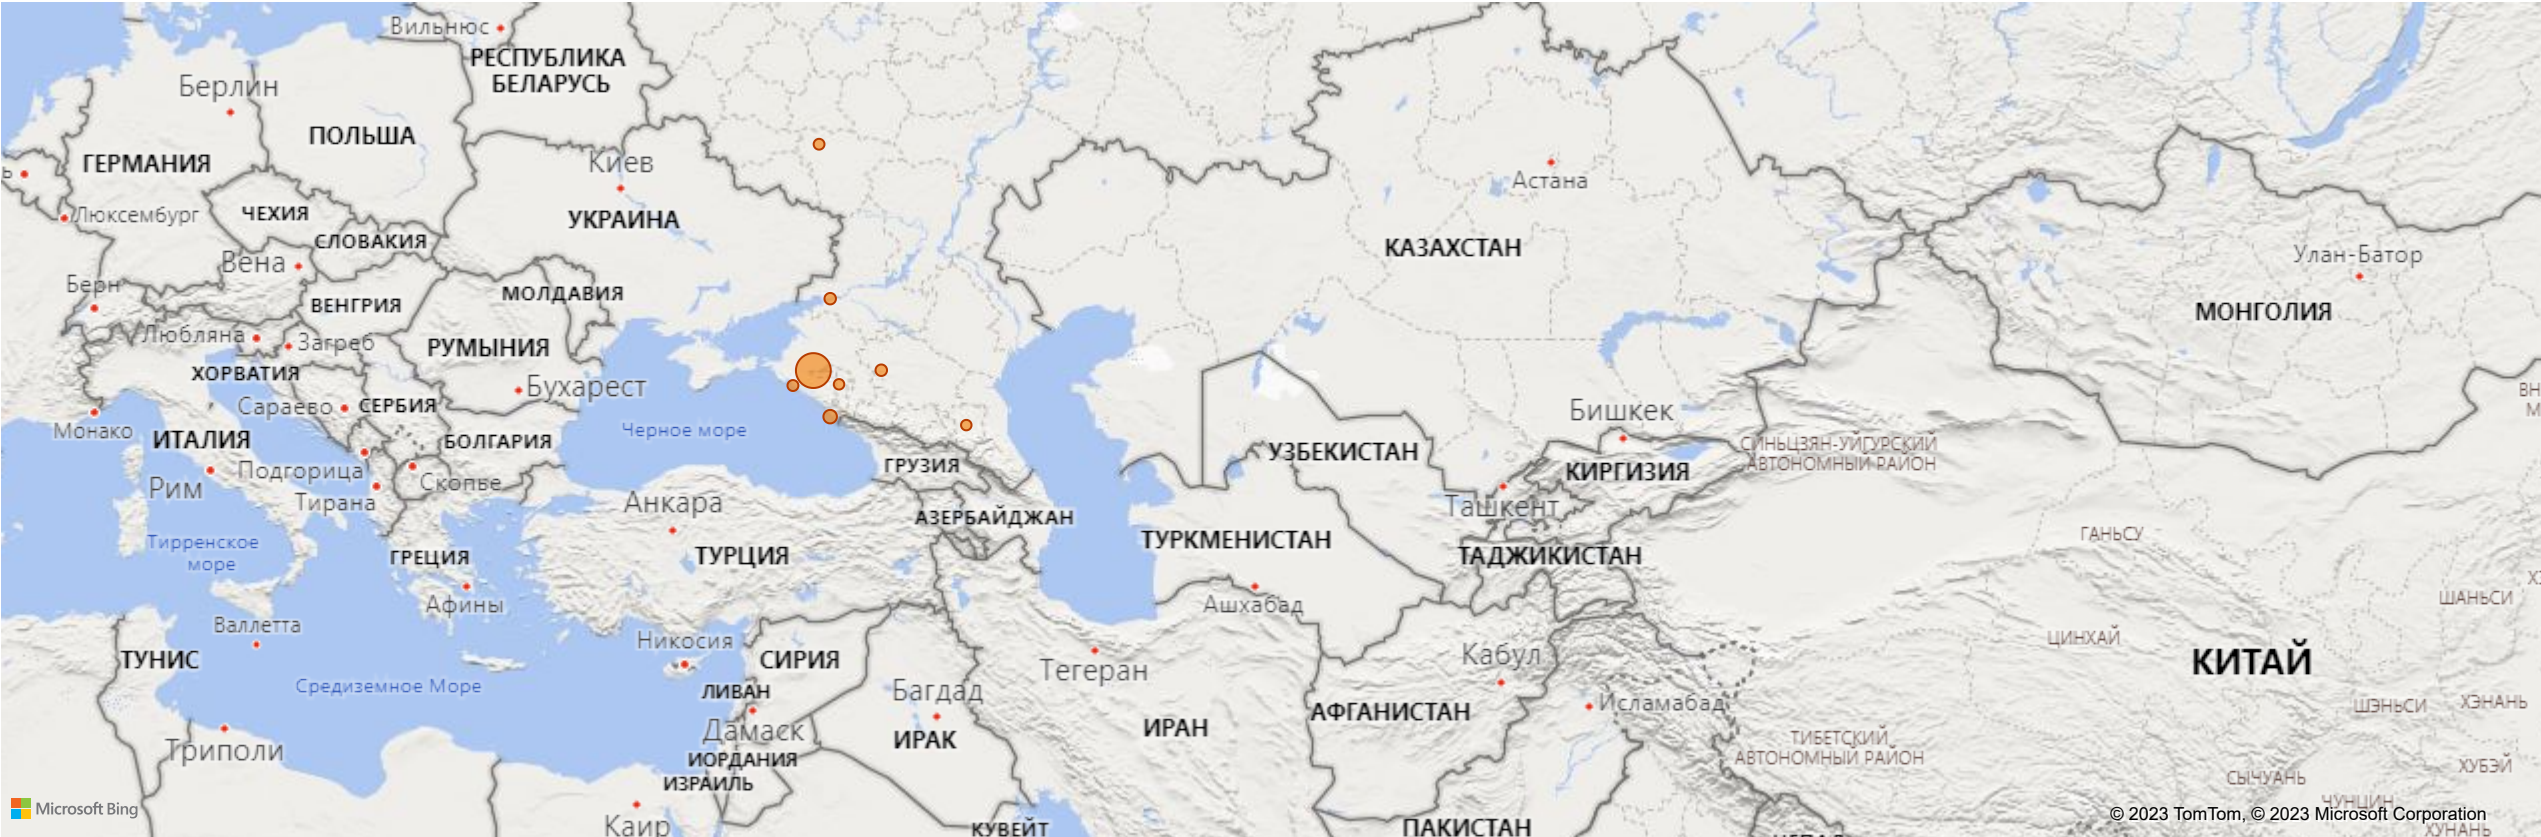 Вильнюс
РЕСПУБЛИКА
БЕЛАРУСЬ
Берлин
ПОЛЬША
ГЕРМАНИЯ
Киев
Астана
Люксембург
ЧЕХИЯ
УКРАИНА
СЛОВАКИЯ
КАЗАХСТАН
Вена
Улан-Батор
Берн
ВЕНГРИЯ
МОЛДАВИЯ
МОНГОЛИЯ
Любляна
Загреб
РУМЫНИЯ
ХОРВАТИЯ
Бухарест
Сараево
СЕРБИЯ
Бишкек
Монако
ИТАЛИЯ
БОЛГАРИЯ
Черное море
СИНЬЦЗЯН-УЙГУРСКИЙ
АВТОНОМНЫЙ РАЙОН
УЗБЕКИСТАН
ГРУЗИЯ
КИРГИЗИЯ
Подгорица
Скопье
Рим
Тирана
Анкара
Ташкент
АЗЕРБАЙДЖАН
ГАНЬСУ
Тирренское
море
ГРЕЦИЯ
ТУРЦИЯ
ТУРКМЕНИСТАН
ТАДЖИКИСТАН
Афины
Ашхабад
ШАНЬСИ
Валлетта
Никосия
ЦИНХАЙ
ТУНИС
СИРИЯ
Тегеран
Кабул
КИТАЙ
Средиземное Море
ЛИВАН
Багдад
Исламабад
ШЭНЬСИ
ХЭНАНЬ
АФГАНИСТАН
Дамаск
ИРАК
ИРАН
Триполи
ТИБЕТСКИЙ
АВТОНОМНЫЙ РАЙОН
ИОРДАНИЯ
ИЗРАИЛЬ
СЫЧУАНЬ
ХУБЭЙ
ЧУНЦИН
Microsoft Bing
© 2023 TomTom, © 2023 Microsoft Corporation
Каир
КУВЕЙТ
ПАКИСТАН
ХУНАНЬ